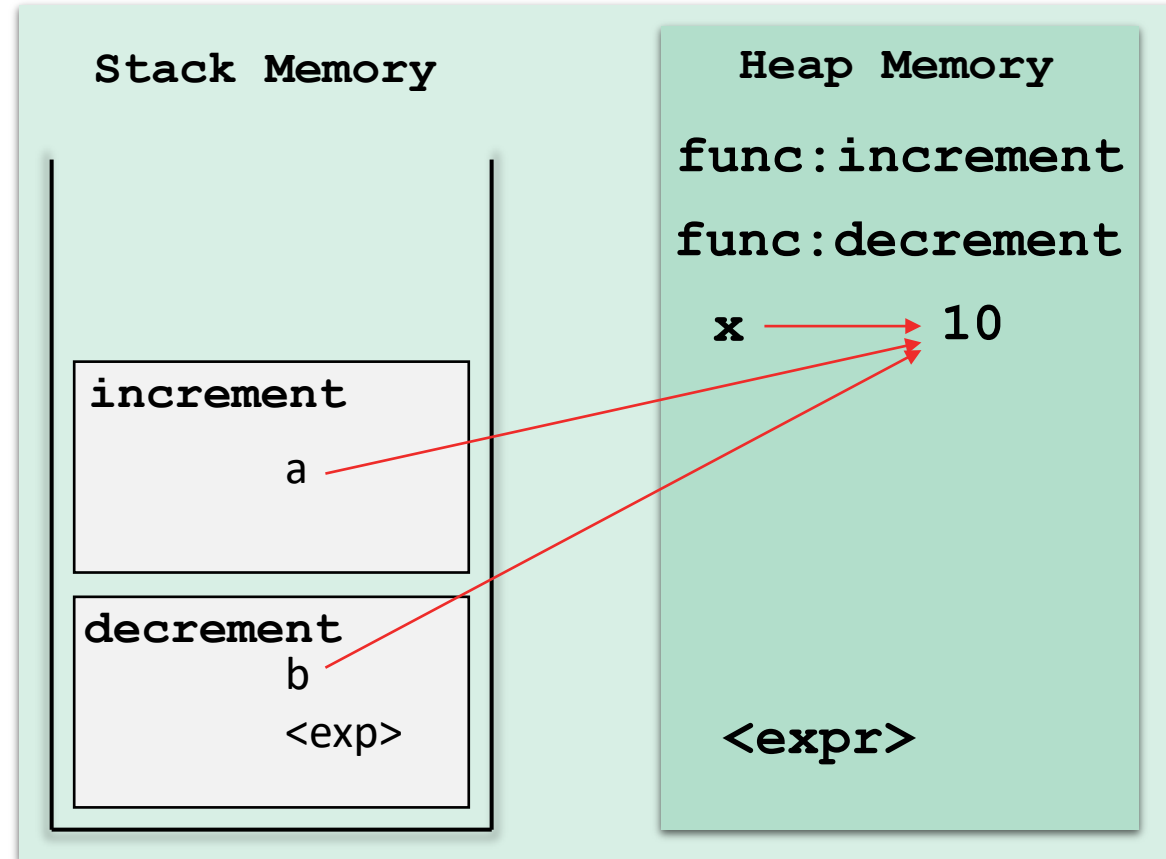 Stack Memory
increment
a
decrement
b
<exp>
Heap Memory
func:increment
func:decrement
x 10
<expr>